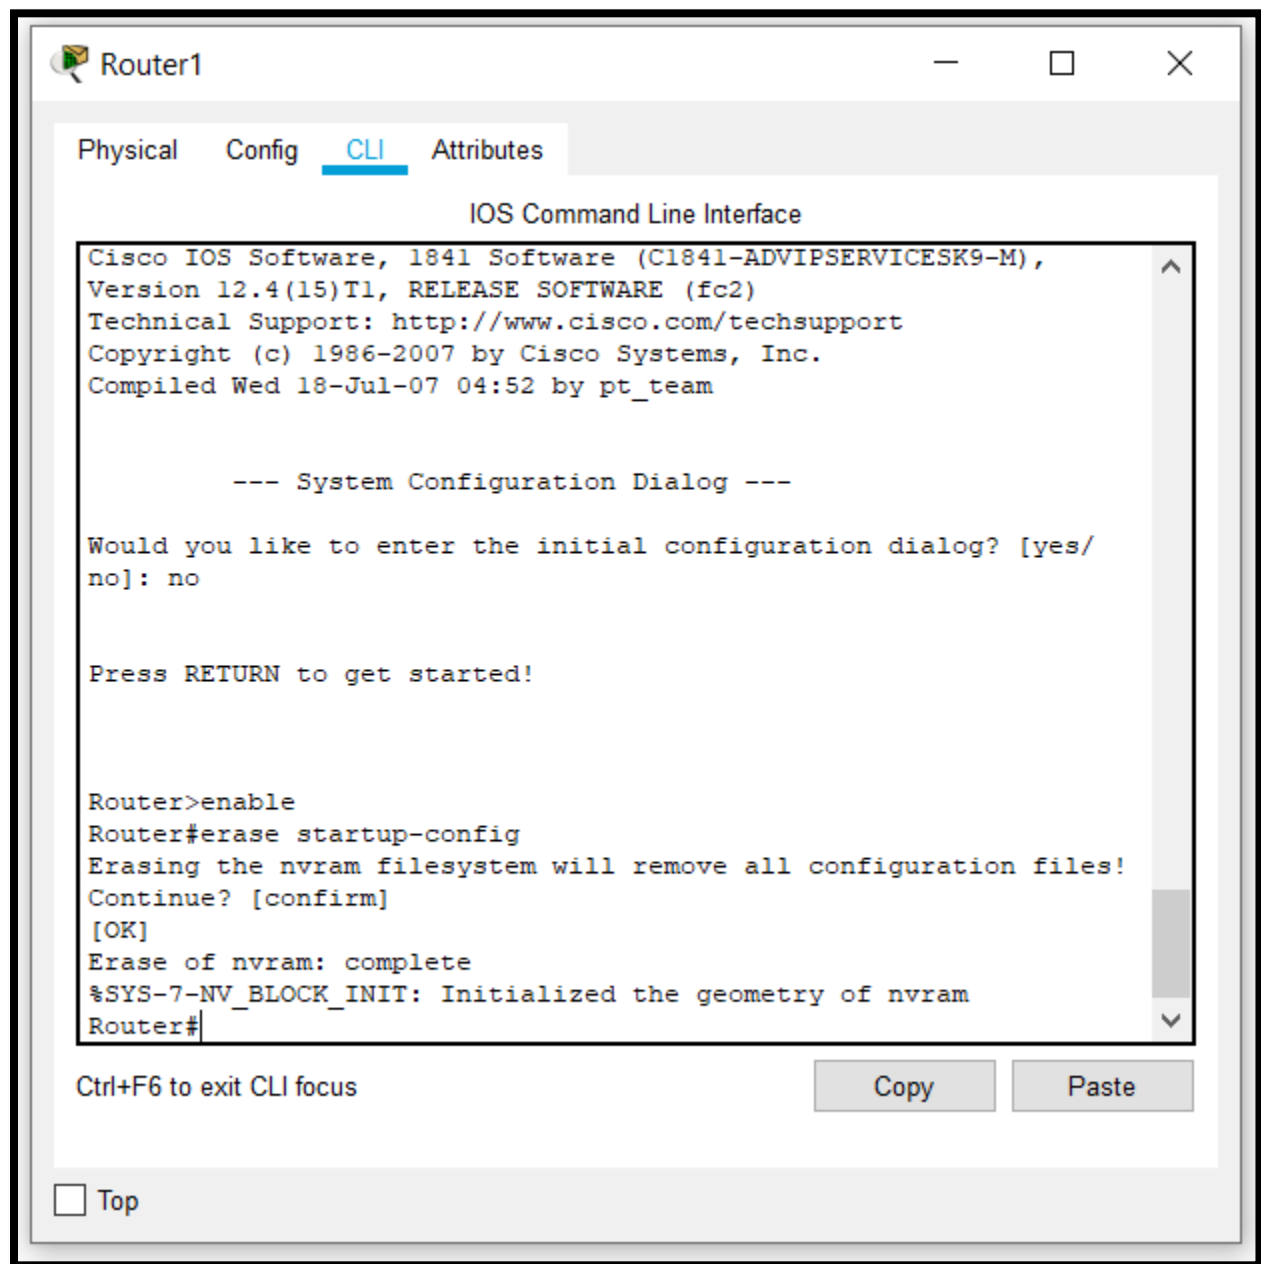 Router1
Physical Config CLI Attributes
IOS Command Line Interface
Cisco IOS Software, 1841 Software (C1841-ADVIPSERVICESK9-M),
Version 12.4(15)T1, RELEASE SOFTWARE (fc2)
Technical Support: http://www.cisco.com/techsupport
Copyright (c) 1986-2007 by Cisco Systems, Inc.
Compiled Wed 18-Jul-07 04:52 by pt_team
--- System Configuration Dialog ---
Would you like to enter the initial configuration dialog? [yes/
no]: no
Press RETURN to get started!
Router>enable
Router#erase startup-config
Erasing the nvram filesystem will remove all configuration files!
Continue? [confirm]
[OK]
Erase of nvram: complete
%SYS-7-NV_BLOCK_INIT: Initialized the geometry of nvram
Router#
Ctrl+F6 to exit CLI focus
Copy Paste
Top